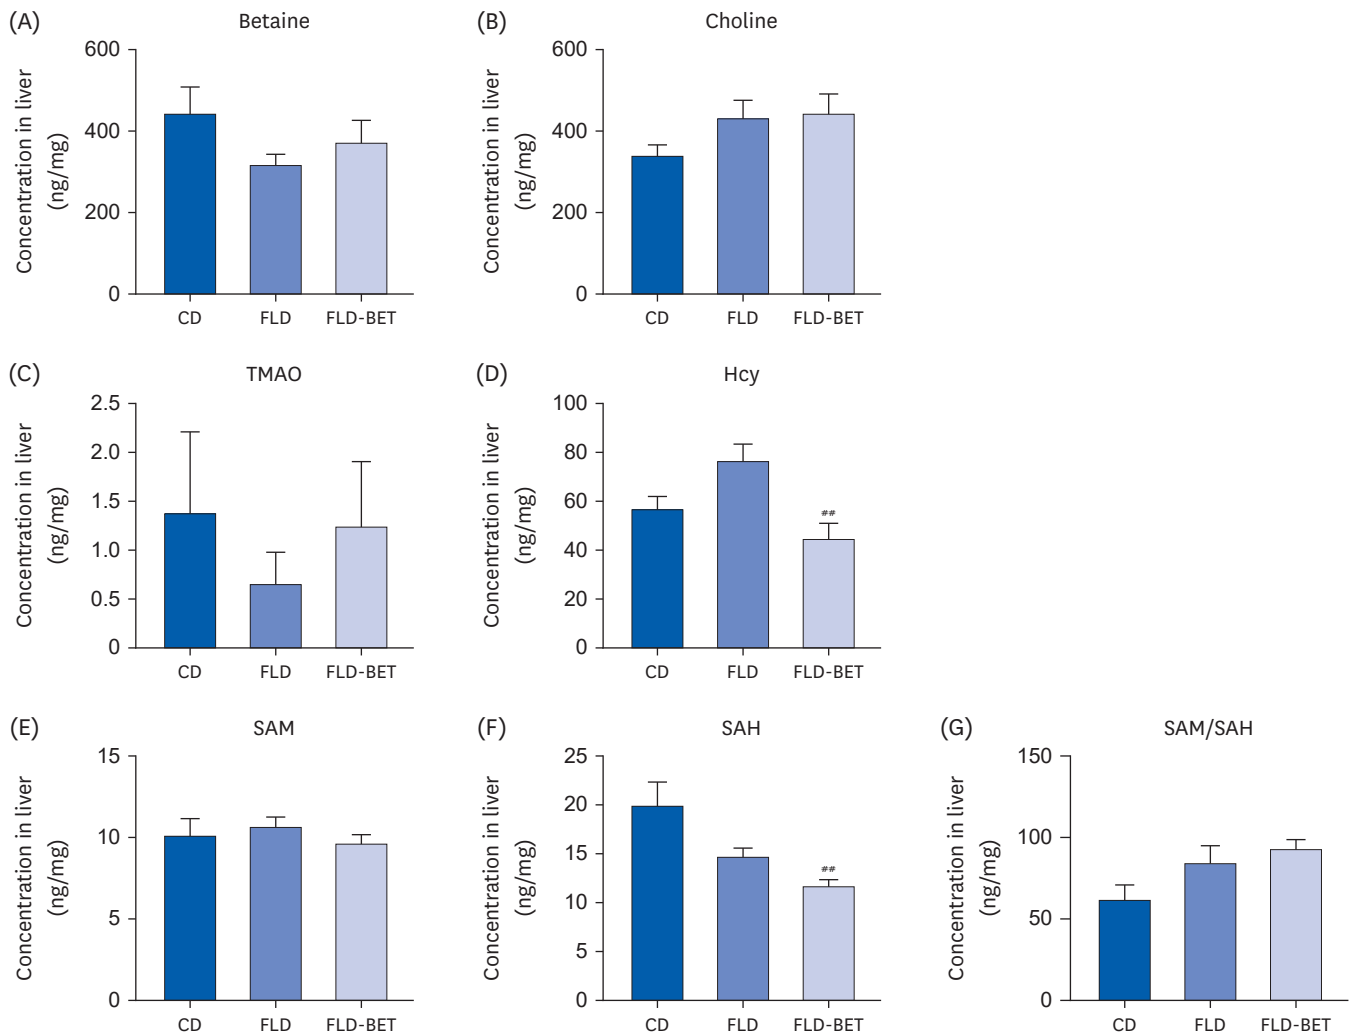 (A) Betaine
Concentration in liver
(ng/mg)
600
400
200
0
CD FLD FLD-BET
(B) Choline
Concentration in liver
(ng/mg)
600
400
200
0
CD FLD FLD-BET
(C) TMAO
Concentration in liver
(ng/mg)
2.5
2.0
1.5
1.0
0.5
0
CD FLD FLD-BET
(D) Hcy
Concentration in liver
(ng/mg)
100
80
60
40
20
0
##
CD FLD FLD-BET
(E) SAM
Concentration in liver
(ng/mg)
15
10
5
0
CD FLD FLD-BET
(F) SAH
Concentration in liver
(ng/mg)
25
20
15
10
5
0
##
CD FLD FLD-BET
(G) SAM/SAH
Concentration in liver
(ng/mg)
150
100
50
0
CD FLD FLD-BET